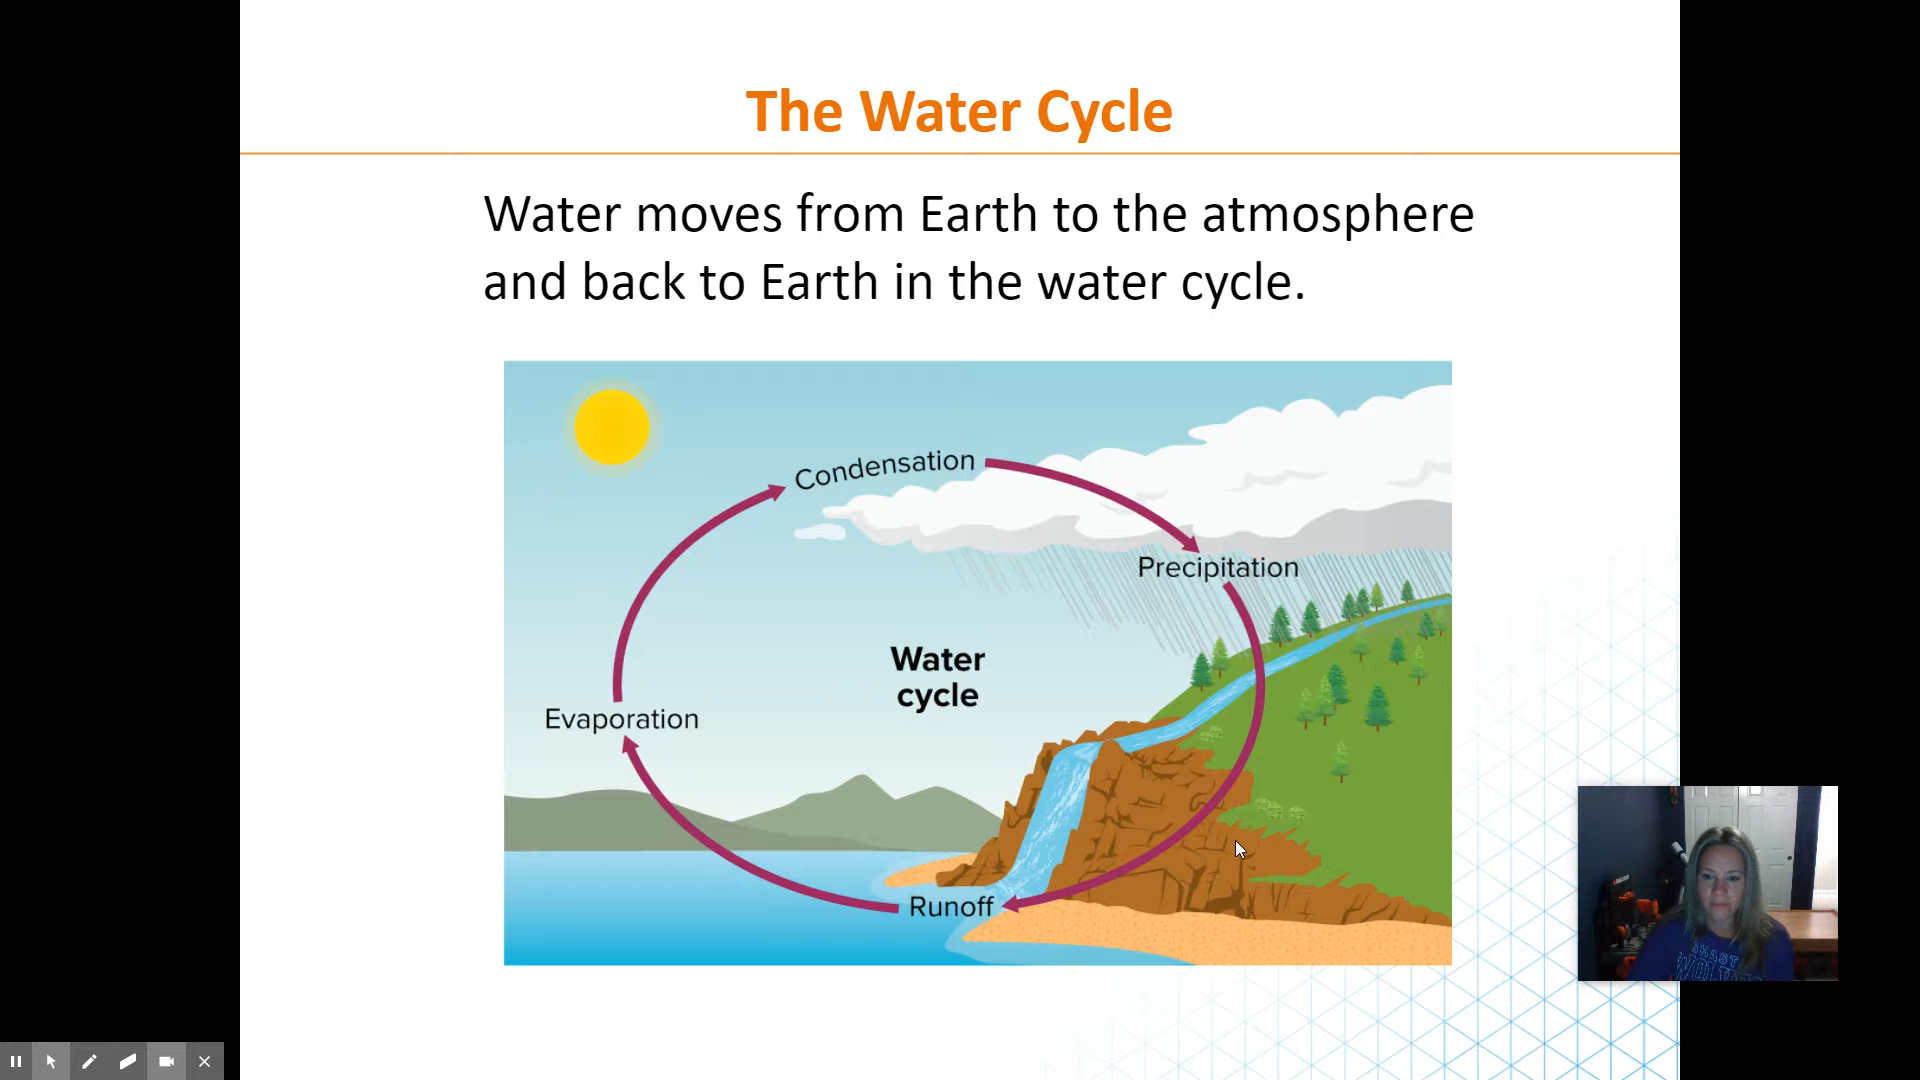 The Water Cycle
Water moves from Earth to the atmosphere
and back to Earth in the water cycle.
Condensation
Precipitation
Water
cycle
Evaporation
Runoff